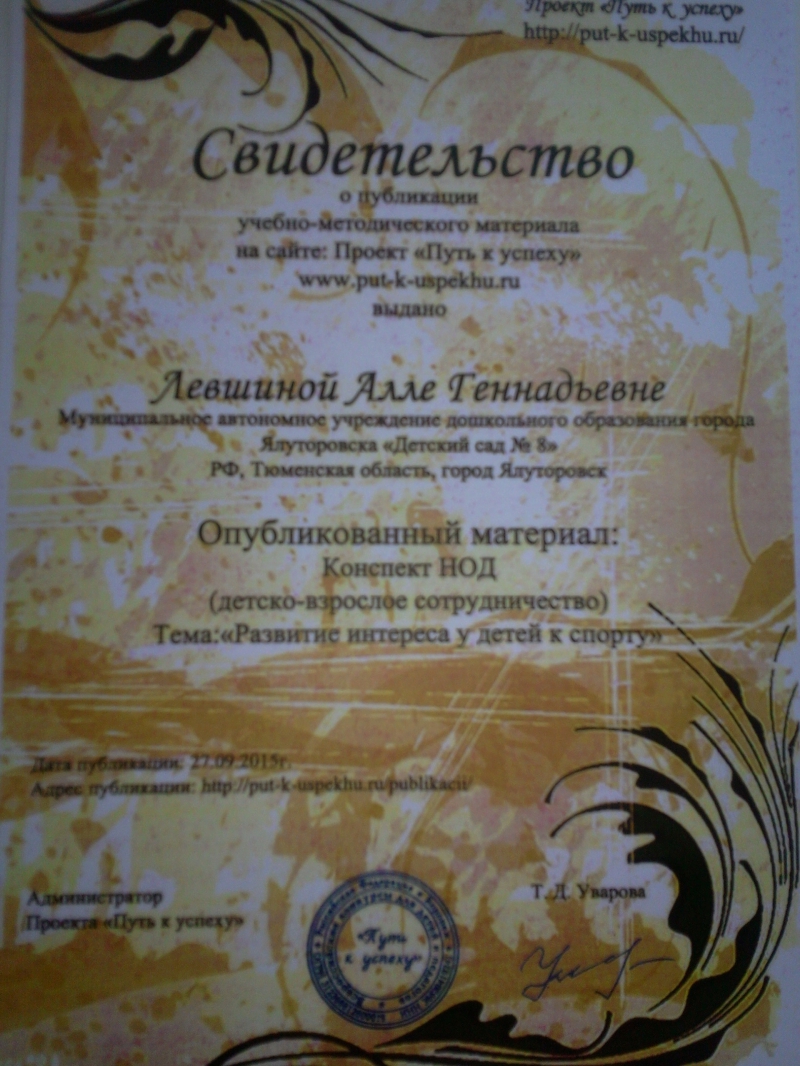 Проект «Путь к успеху»
http://put-k-uspekhu.ru/
Свидетельство
о публикации
учебно-методического материала
на сайте: Проект «Путь к успеху»
www.put-k-uspekhu.ru
выдано
Левшиной Алле Геннадьевне
Муниципальное автономное учреждение дошкольного образования города
Ялуторовска «Детский сад № 8»
РФ, Тюменская область, город Ялуторовск
Опубликованный материал:
Конспект НОД
(детско-взрослое сотрудничество)
Тема:«Развитие интереса у детей к спорту»
Дата публикации: 27.09.2015г.
Адрес публикации: http://put-k-uspekhu.ru/publikacii/
Администратор
Проекта «Путь к успеху»
Т. Д. Уварова
«Путь
к успеху»